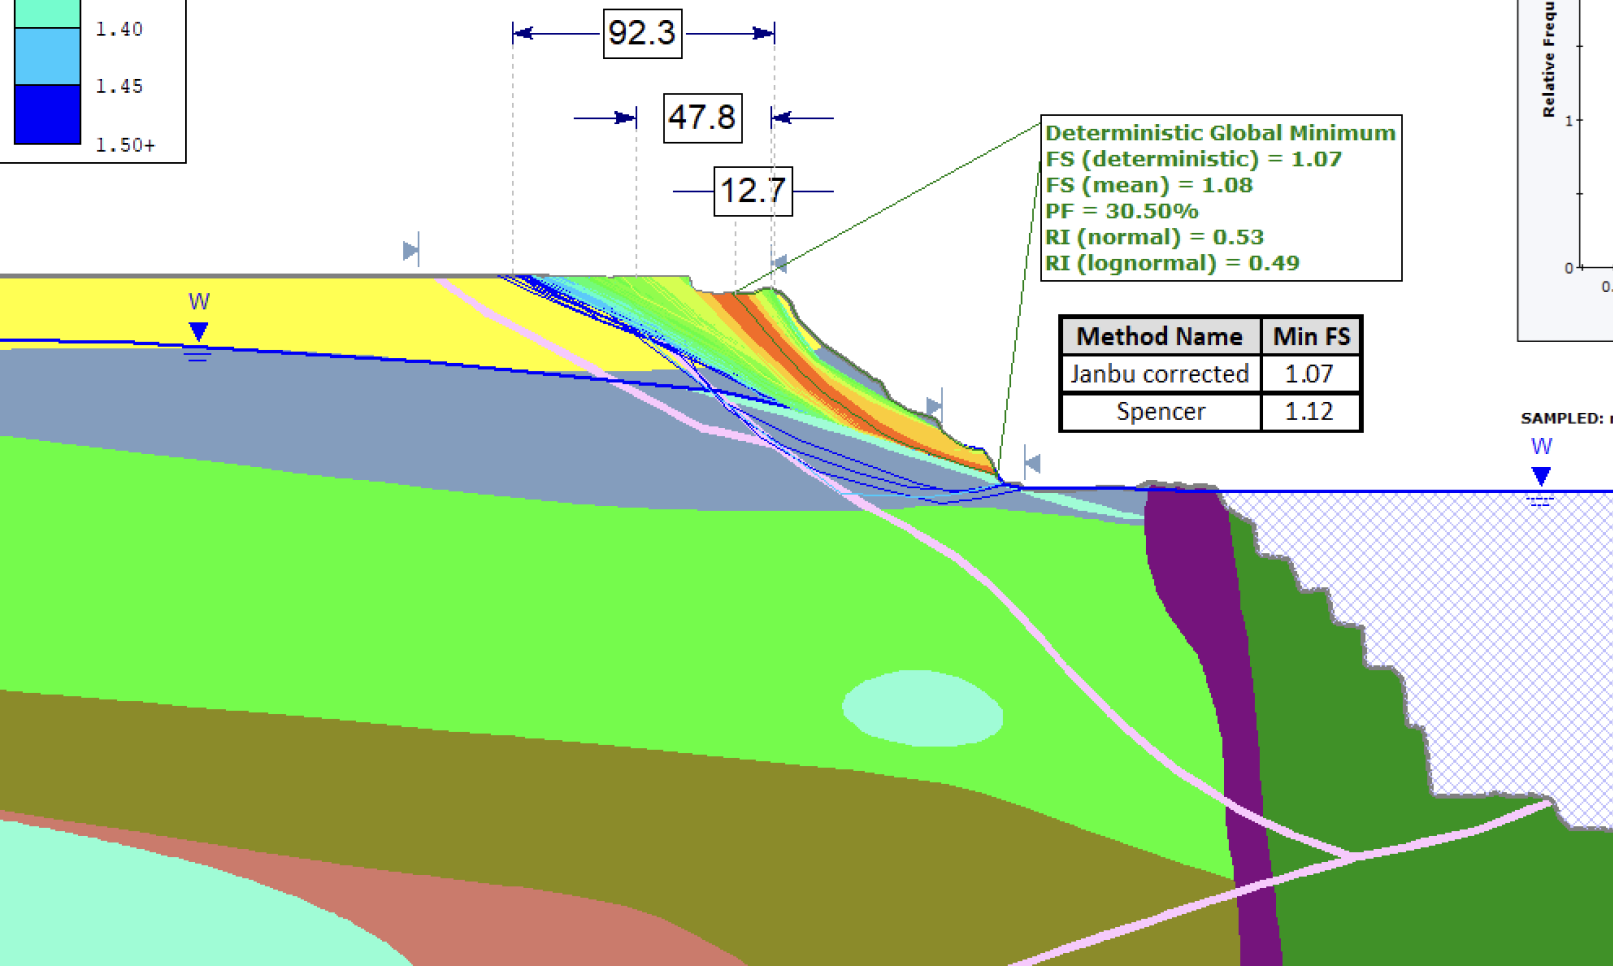 1.40
1.45
1.50+
92.3
47.8
12.7
Deterministic Global Minimum
FS (deterministic) = 1.07
FS (mean) = 1.08
PF = 30.50%
RI (normal) = 0.53
RI (lognormal) = 0.49
Method Name Min FS
Janbu corrected 1.07
Spencer 1.12
W
W
Relative Frequ
1
0
0.
SAMPLED: